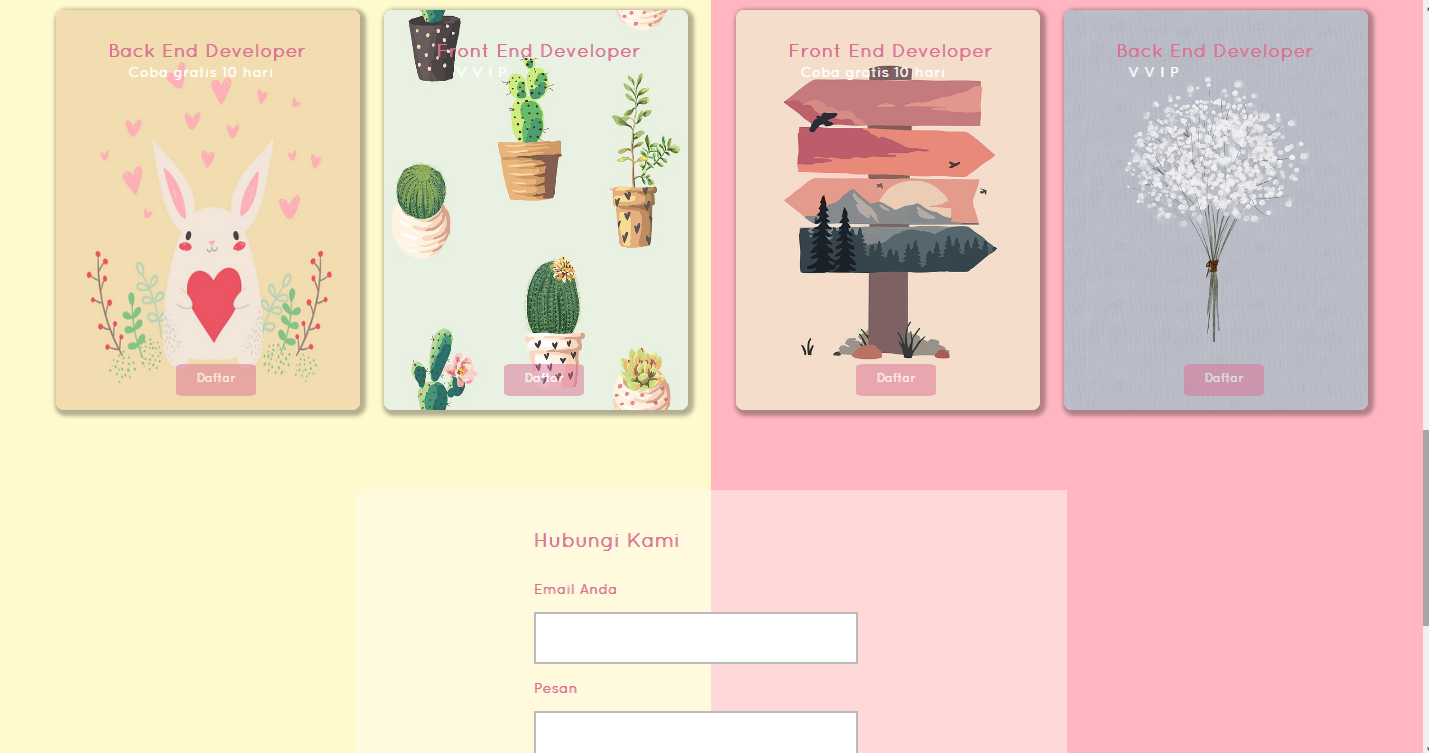 Back End Developer
Coba gratis 10 hari
Daftar
Front End Developer
V V I P
Daftar
Front End Developer
Coba gratis 10 hari
Daftar
Back End Developer
V V I P
Daftar
Hubungi Kami
Email Anda
Pesan